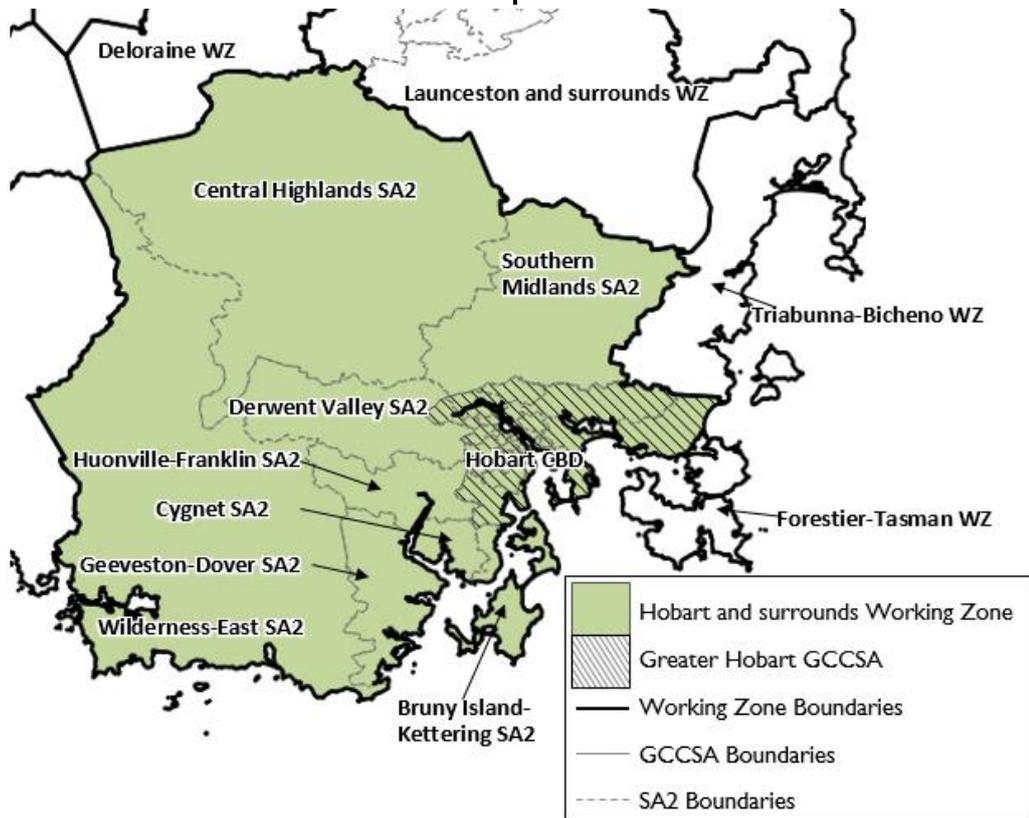 Deloraine WZ
Launceston and surrounds WZ
Central Highlands SA2
Southern
Midlands SA2
Triabunna-Bicheno WZ
Derwent Valley SA2
Huonville-Franklin SA2
Hobart CBD
Cygnet SA2
Forestier-Tasman WZ
Geeveston-Dover SA2
Wilderness-East SA2
Bruny Island-
Kettering SA2
Hobart and surrounds Working Zone
Greater Hobart GCCSA
Working Zone Boundaries
GCCSA Boundaries
SA2 Boundaries